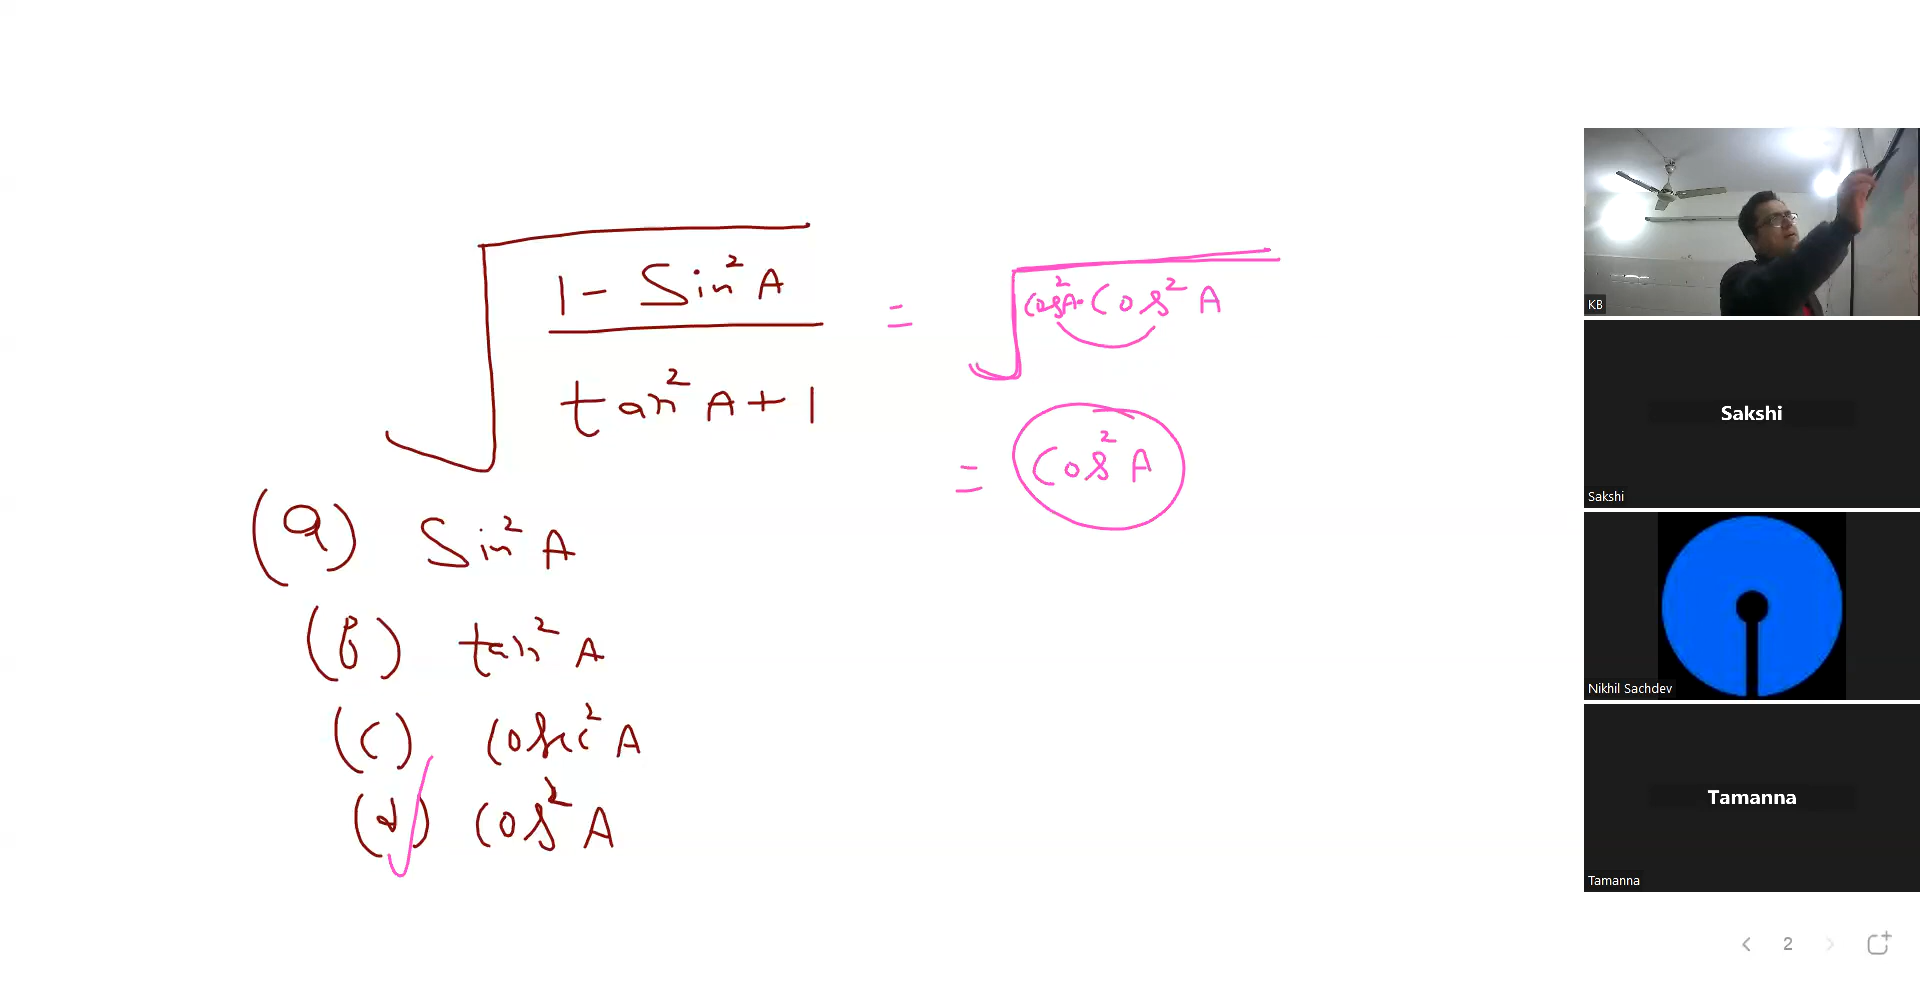 √((1 - Sin²A)/(tan²A + 1)) = √(Cos²A · Cos²A)
= Cos²A
(a) Sin²A
(b) tan²A
(c) Cosec²A
(d) Cos²A
KB
Sakshi
Sakshi
Nikhil Sachdev
Tamanna
Tamanna
2